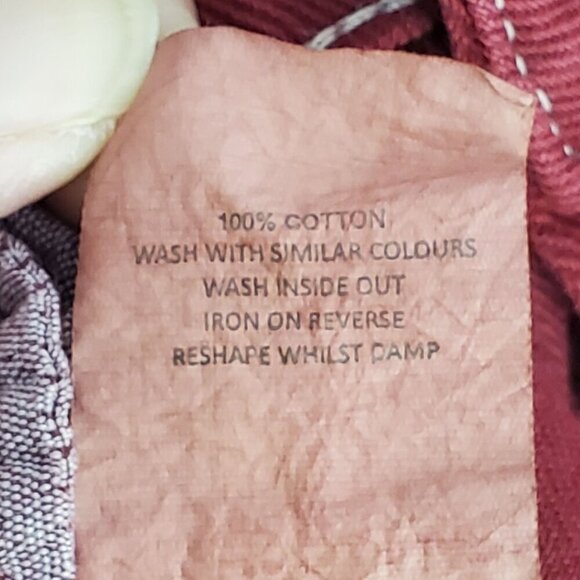 100% COTTON
WASH WITH SIMILAR COLOURS
WASH INSIDE OUT
IRON ON REVERSE
RESHAPE WHILST DAMP